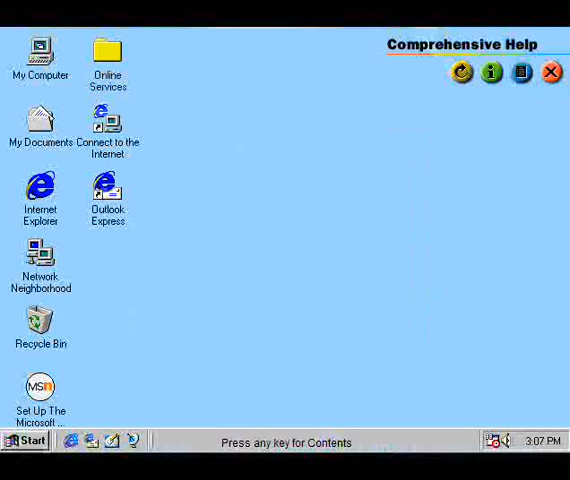 Comprehensive Help
My Computer
Online
Services
My Documents
Connect to the
Internet
Internet
Explorer
Outlook
Express
Network
Neighborhood
Recycle Bin
MSN
Set Up The
Microsoft ...
Start
Press any key for Contents
3:07 PM